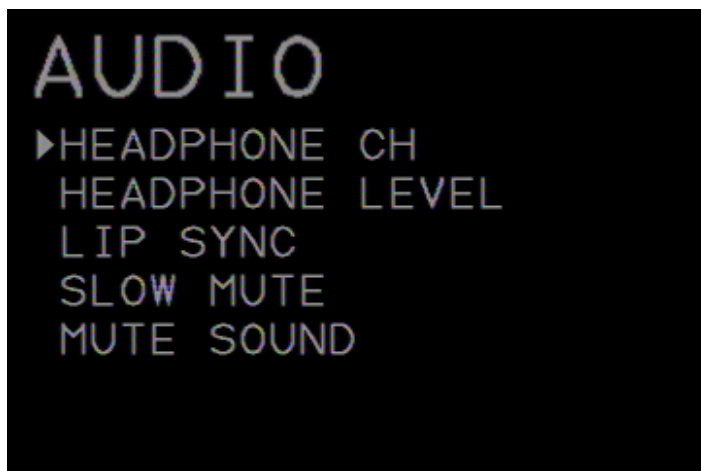 AUDIO
▶HEADPHONE CH
HEADPHONE LEVEL
LIP SYNC
SLOW MUTE
MUTE SOUND